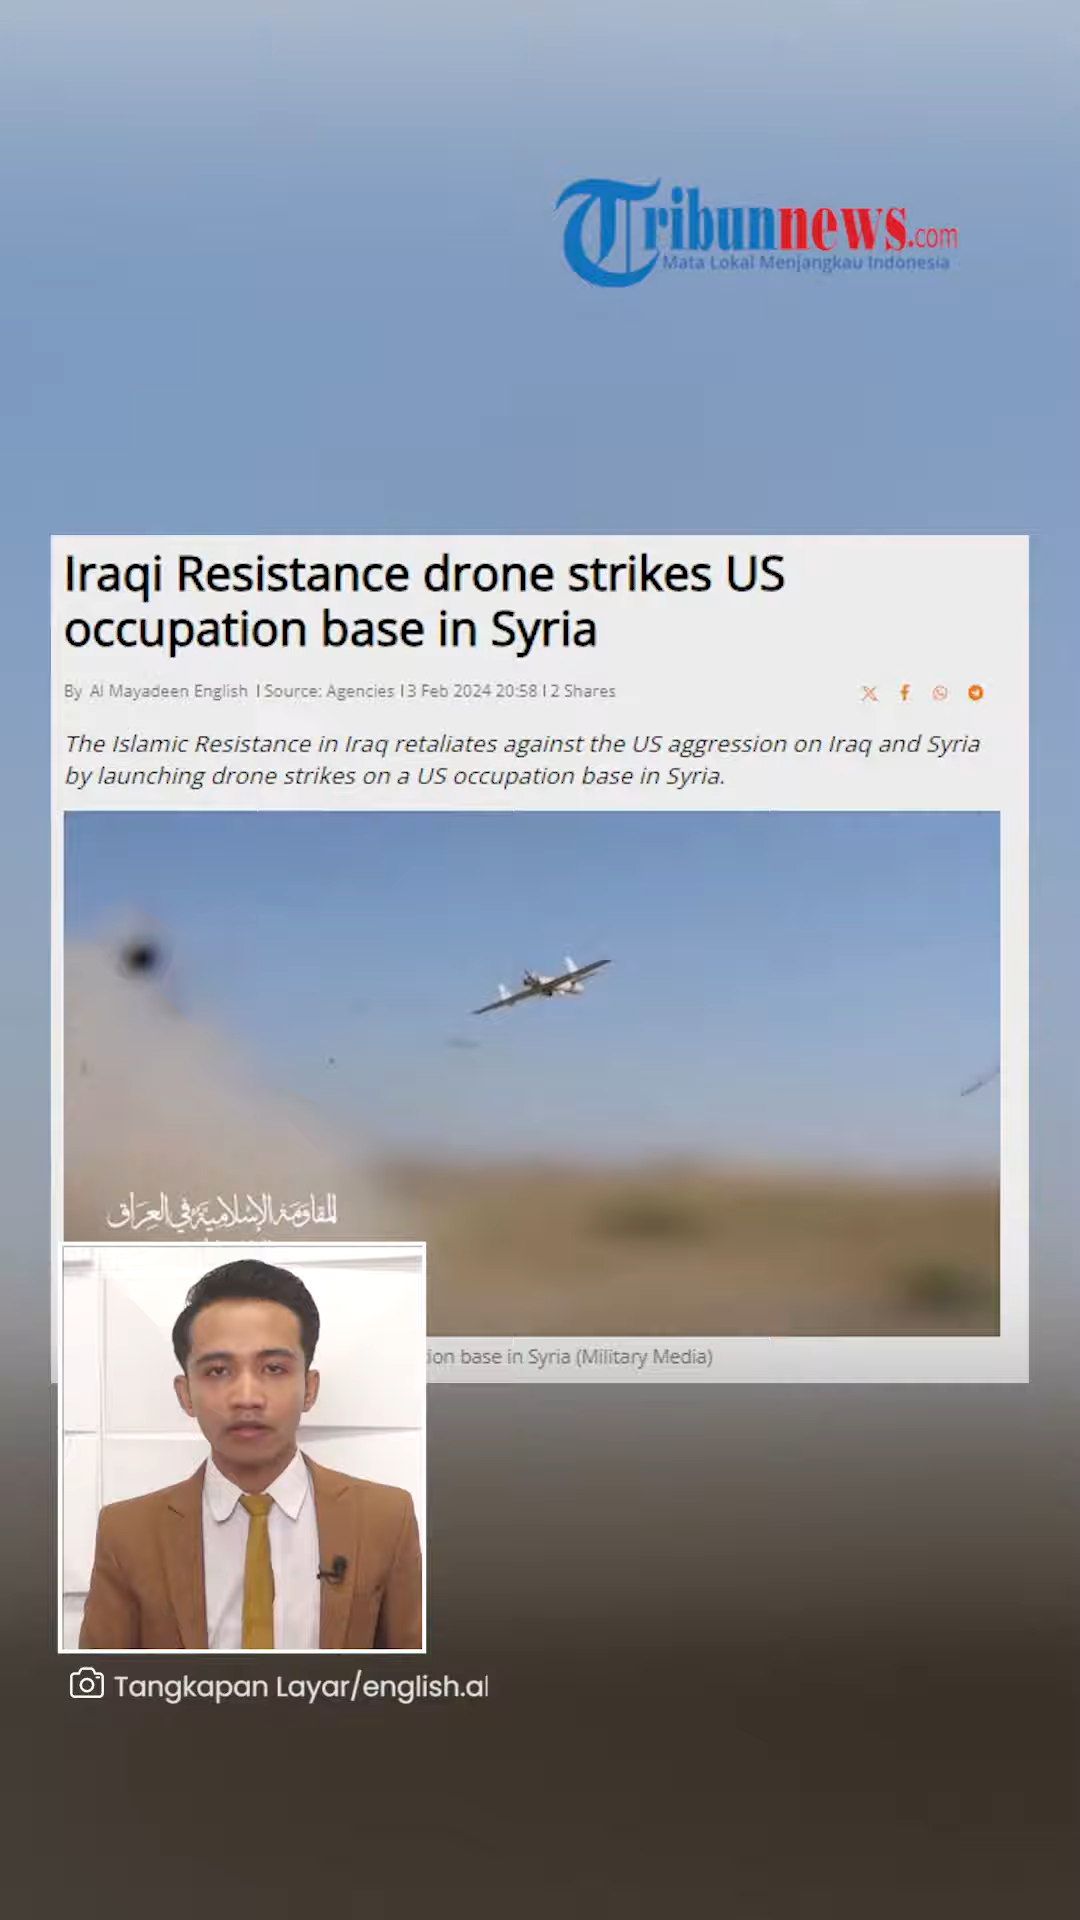 Tribunnews.com
Mata Lokal Menjangkau Indonesia
Iraqi Resistance drone strikes US
occupation base in Syria
By Al Mayadeen English | Source: Agencies | 3 Feb 2024 20:58 | 2 Shares
The Islamic Resistance in Iraq retaliates against the US aggression on Iraq and Syria
by launching drone strikes on a US occupation base in Syria.
المقاومة الإسلامية في العراق
base in Syria (Military Media)
Tangkapan Layar/english.al